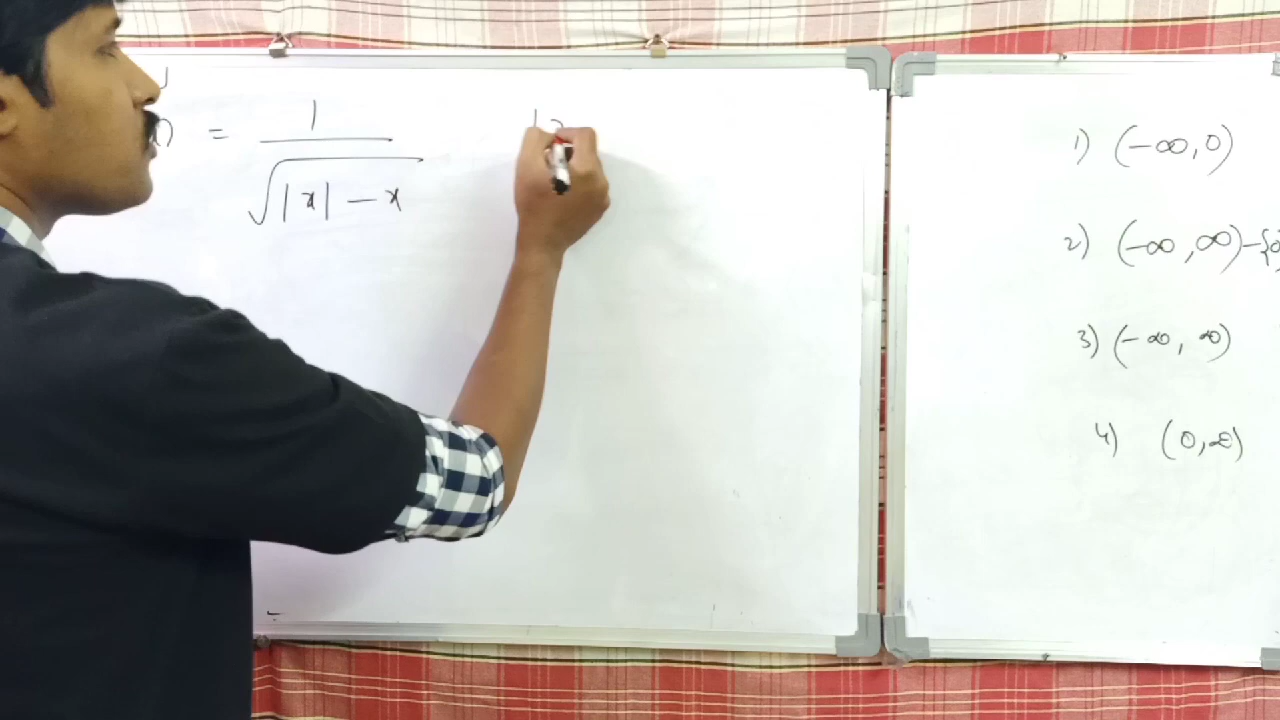 = 1 / √(|x| - x)
1) (-∞, 0)
2) (-∞, ∞) - {0}
3) (-∞, ∞)
4) (0, ∞)